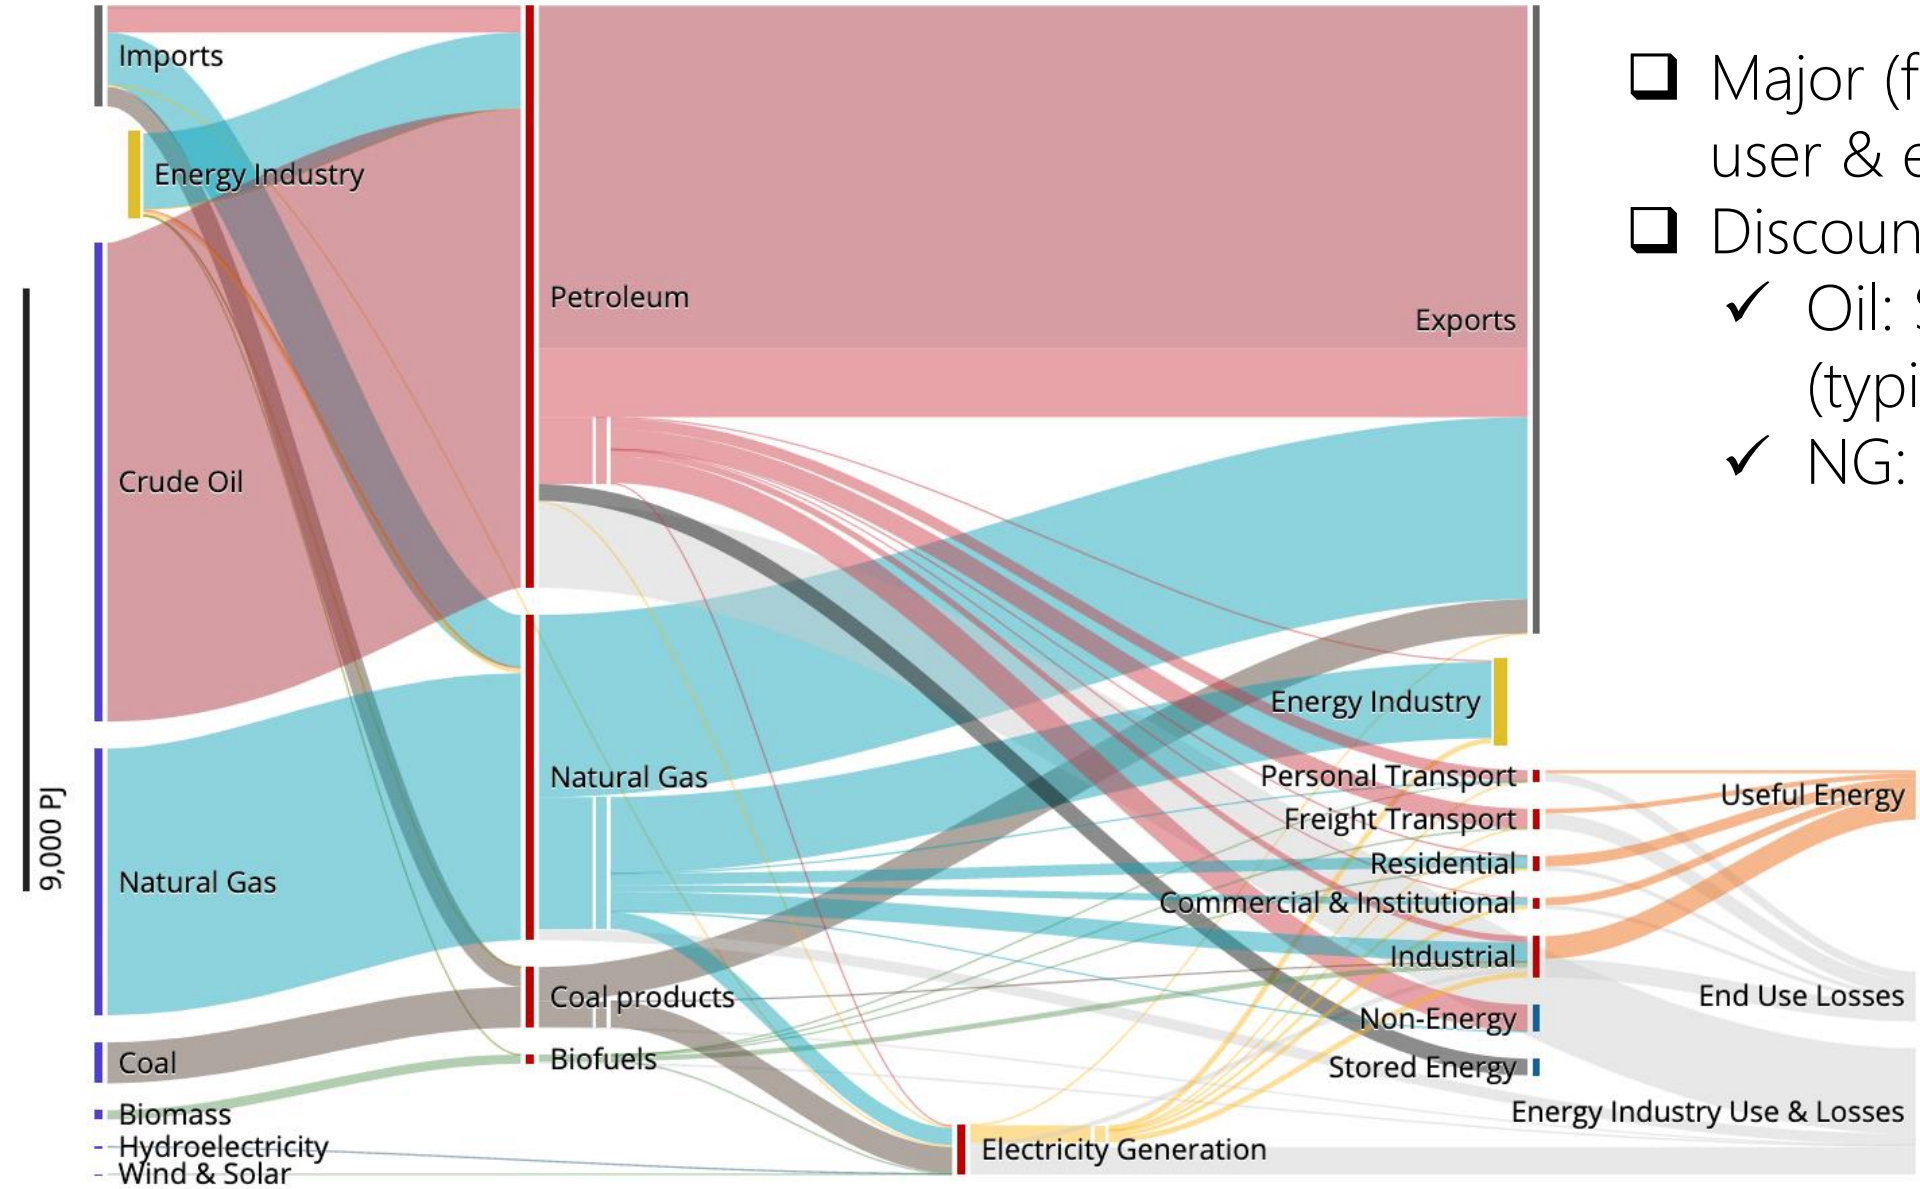 Imports
Energy Industry
Crude Oil
9,000 PJ
Natural Gas
Coal
Biomass
Hydroelectricity
Wind & Solar
Petroleum
Natural Gas
Coal products
Biofuels
Electricity Generation
Exports
Energy Industry
Personal Transport
Freight Transport
Residential
Commercial & Institutional
Industrial
Non-Energy
Stored Energy
Useful Energy
End Use Losses
Energy Industry Use & Losses
Major (f
user & e
Discoun
Oil: S
(typi
NG: